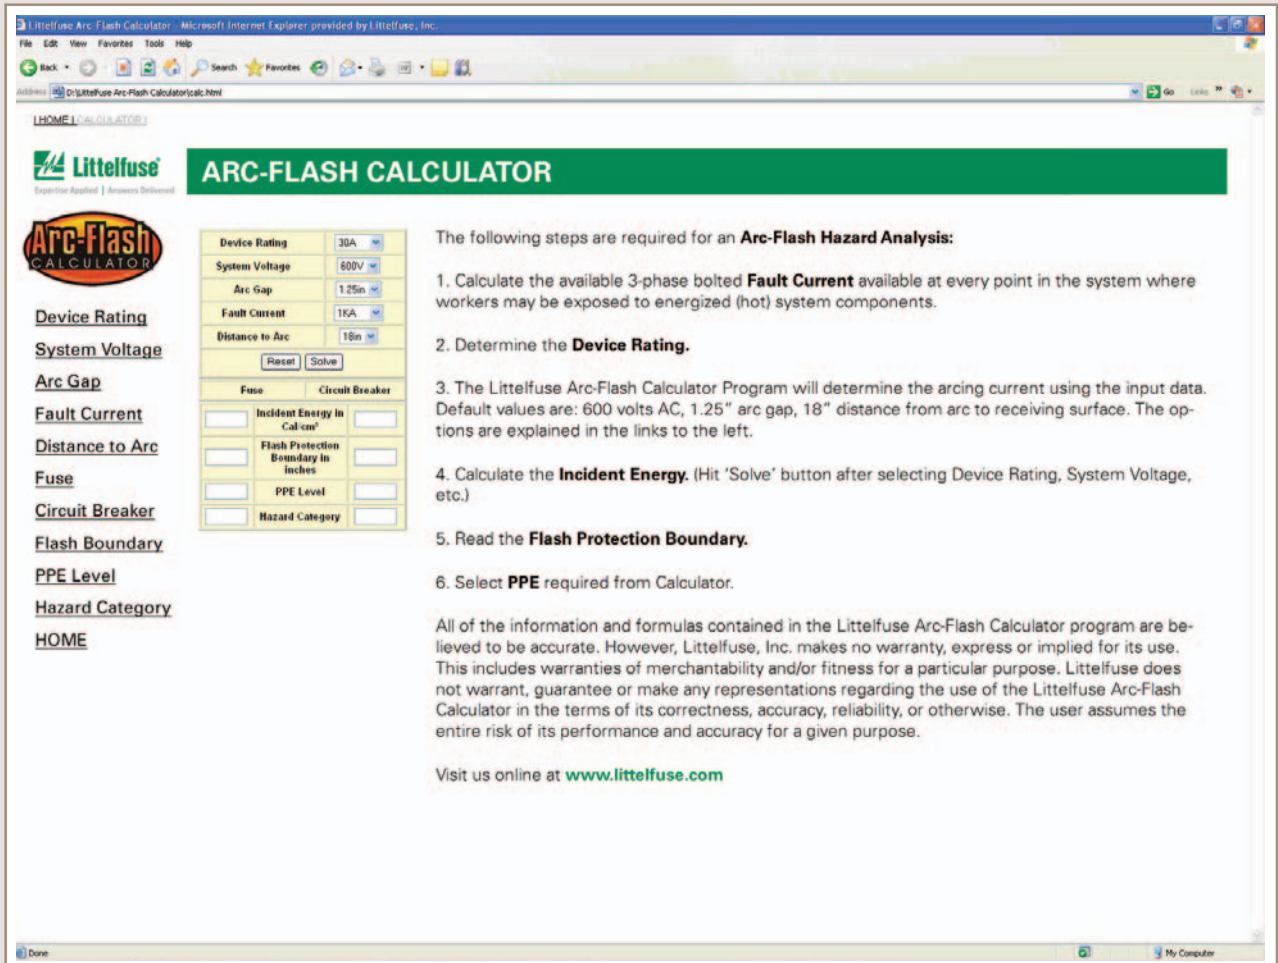 Littelfuse Arc-Flash Calculator - Microsoft Internet Explorer provided by Littelfuse, Inc.
File Edit View Favorites Tools Help
Back Search Favorites
Address D:\Littelfuse Arc-Flash Calculator\calc.html Go Links »
| HOME | CALCULATOR |
Littelfuse®
Expertise Applied | Answers Delivered
ARC-FLASH CALCULATOR
Arc-Flash
CALCULATOR
Device Rating
System Voltage
Arc Gap
Fault Current
Distance to Arc
Fuse
Circuit Breaker
Flash Boundary
PPE Level
Hazard Category
HOME
Device Rating 30A
System Voltage 600V
Arc Gap 1.25in
Fault Current 1KA
Distance to Arc 18in
Reset Solve
Fuse Circuit Breaker
Incident Energy in
Cal/cm²
Flash Protection
Boundary in
inches
PPE Level
Hazard Category
The following steps are required for an Arc-Flash Hazard Analysis:
1. Calculate the available 3-phase bolted Fault Current available at every point in the system where
workers may be exposed to energized (hot) system components.
2. Determine the Device Rating.
3. The Littelfuse Arc-Flash Calculator Program will determine the arcing current using the input data.
Default values are: 600 volts AC, 1.25" arc gap, 18" distance from arc to receiving surface. The op-
tions are explained in the links to the left.
4. Calculate the Incident Energy. (Hit 'Solve' button after selecting Device Rating, System Voltage,
etc.)
5. Read the Flash Protection Boundary.
6. Select PPE required from Calculator.
All of the information and formulas contained in the Littelfuse Arc-Flash Calculator program are be-
lieved to be accurate. However, Littelfuse, Inc. makes no warranty, express or implied for its use.
This includes warranties of merchantability and/or fitness for a particular purpose. Littelfuse does
not warrant, guarantee or make any representations regarding the use of the Littelfuse Arc-Flash
Calculator in the terms of its correctness, accuracy, reliability, or otherwise. The user assumes the
entire risk of its performance and accuracy for a given purpose.
Visit us online at www.littelfuse.com
Done My Computer